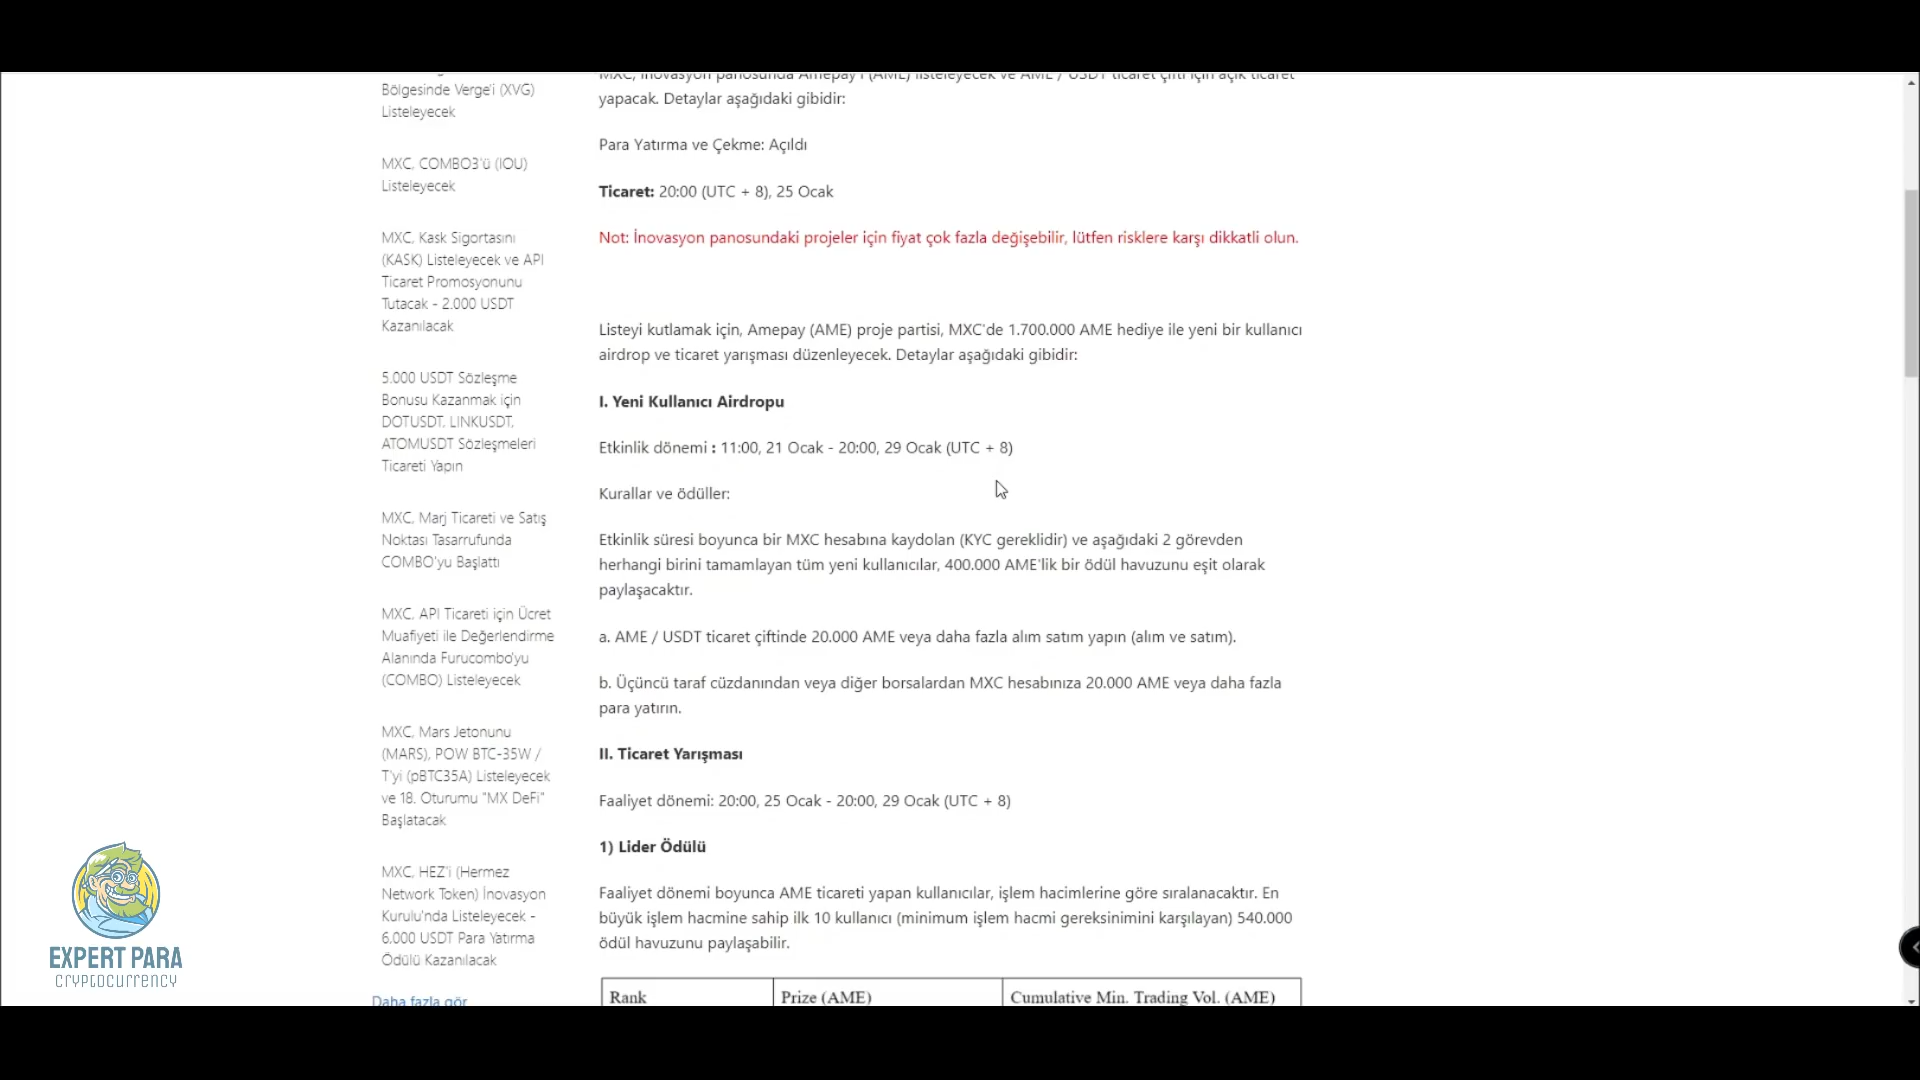 Bölgesinde Verge'i (XVG)
Listeleyecek
MXC, COMBO3'ü (IOU)
Listeleyecek
MXC, Kask Sigortasını
(KASK) Listeleyecek ve API
Ticaret Promosyonunu
Tutacak - 2.000 USDT
Kazanılacak
5.000 USDT Sözleşme
Bonusu Kazanmak için
DOTUSDT, LINKUSDT,
ATOMUSDT Sözleşmeleri
Ticareti Yapın
MXC, Marj Ticareti ve Satış
Noktası Tasarrufunda
COMBO'yu Başlattı
MXC, API Ticareti için Ücret
Muafiyeti ile Değerlendirme
Alanında Furucombo'yu
(COMBO) Listeleyecek
MXC, Mars Jetonunu
(MARS), POW BTC-35W /
T'yi (pBTC35A) Listeleyecek
ve 18. Oturumu "MX DeFi"
Başlatacak
MXC, HEZ'i (Hermez
Network Token) İnovasyon
Kurulu'nda Listeleyecek -
6,000 USDT Para Yatırma
Ödülü Kazanılacak
Daha fazla gör
MXC, inovasyon panosunda Amepay'i (AME) listeleyecek ve AME / USDT ticaret çifti için açık ticaret
yapacak. Detaylar aşağıdaki gibidir:
Para Yatırma ve Çekme: Açıldı
Ticaret: 20:00 (UTC + 8), 25 Ocak
Not: İnovasyon panosundaki projeler için fiyat çok fazla değişebilir, lütfen risklere karşı dikkatli olun.
Listeyi kutlamak için, Amepay (AME) proje partisi, MXC'de 1.700.000 AME hediye ile yeni bir kullanıcı
airdrop ve ticaret yarışması düzenleyecek. Detaylar aşağıdaki gibidir:
I. Yeni Kullanıcı Airdropu
Etkinlik dönemi : 11:00, 21 Ocak - 20:00, 29 Ocak (UTC + 8)
Kurallar ve ödüller:
Etkinlik süresi boyunca bir MXC hesabına kaydolan (KYC gereklidir) ve aşağıdaki 2 görevden
herhangi birini tamamlayan tüm yeni kullanıcılar, 400.000 AME'lik bir ödül havuzunu eşit olarak
paylaşacaktır.
a. AME / USDT ticaret çiftinde 20.000 AME veya daha fazla alım satım yapın (alım ve satım).
b. Üçüncü taraf cüzdanından veya diğer borsalardan MXC hesabınıza 20.000 AME veya daha fazla
para yatırın.
II. Ticaret Yarışması
Faaliyet dönemi: 20:00, 25 Ocak - 20:00, 29 Ocak (UTC + 8)
1) Lider Ödülü
Faaliyet dönemi boyunca AME ticareti yapan kullanıcılar, işlem hacimlerine göre sıralanacaktır. En
büyük işlem hacmine sahip ilk 10 kullanıcı (minimum işlem hacmi gereksinimini karşılayan) 540.000
ödül havuzunu paylaşabilir.
Rank Prize (AME) Cumulative Min. Trading Vol. (AME)
EXPERT PARA
CRYPTOCURRENCY